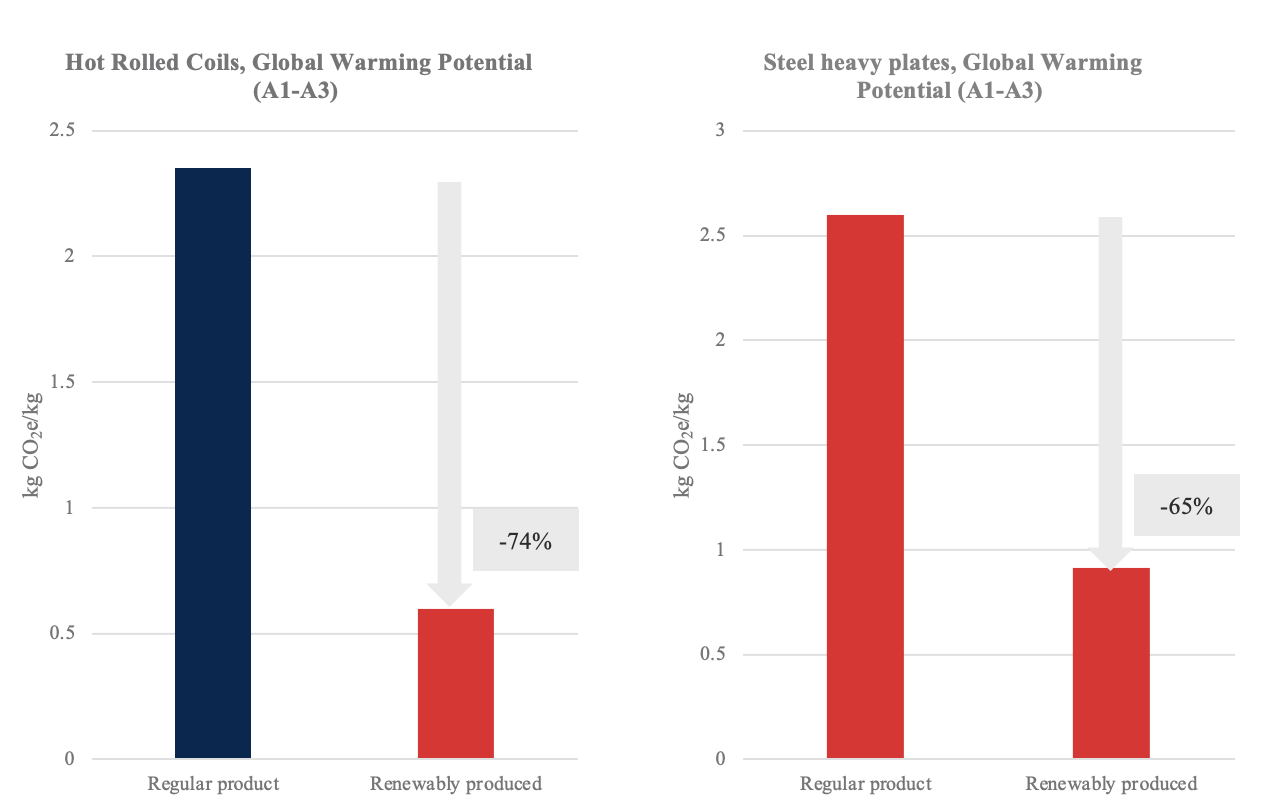 Hot Rolled Coils, Global Warming Potential
(A1-A3)
2.5
2
1.5
1
0.5
0
kg CO₂e/kg
-74%
Regular product
Renewably produced
Steel heavy plates, Global Warming
Potential (A1-A3)
3
2.5
2
1.5
1
0.5
0
kg CO₂e/kg
-65%
Regular product
Renewably produced